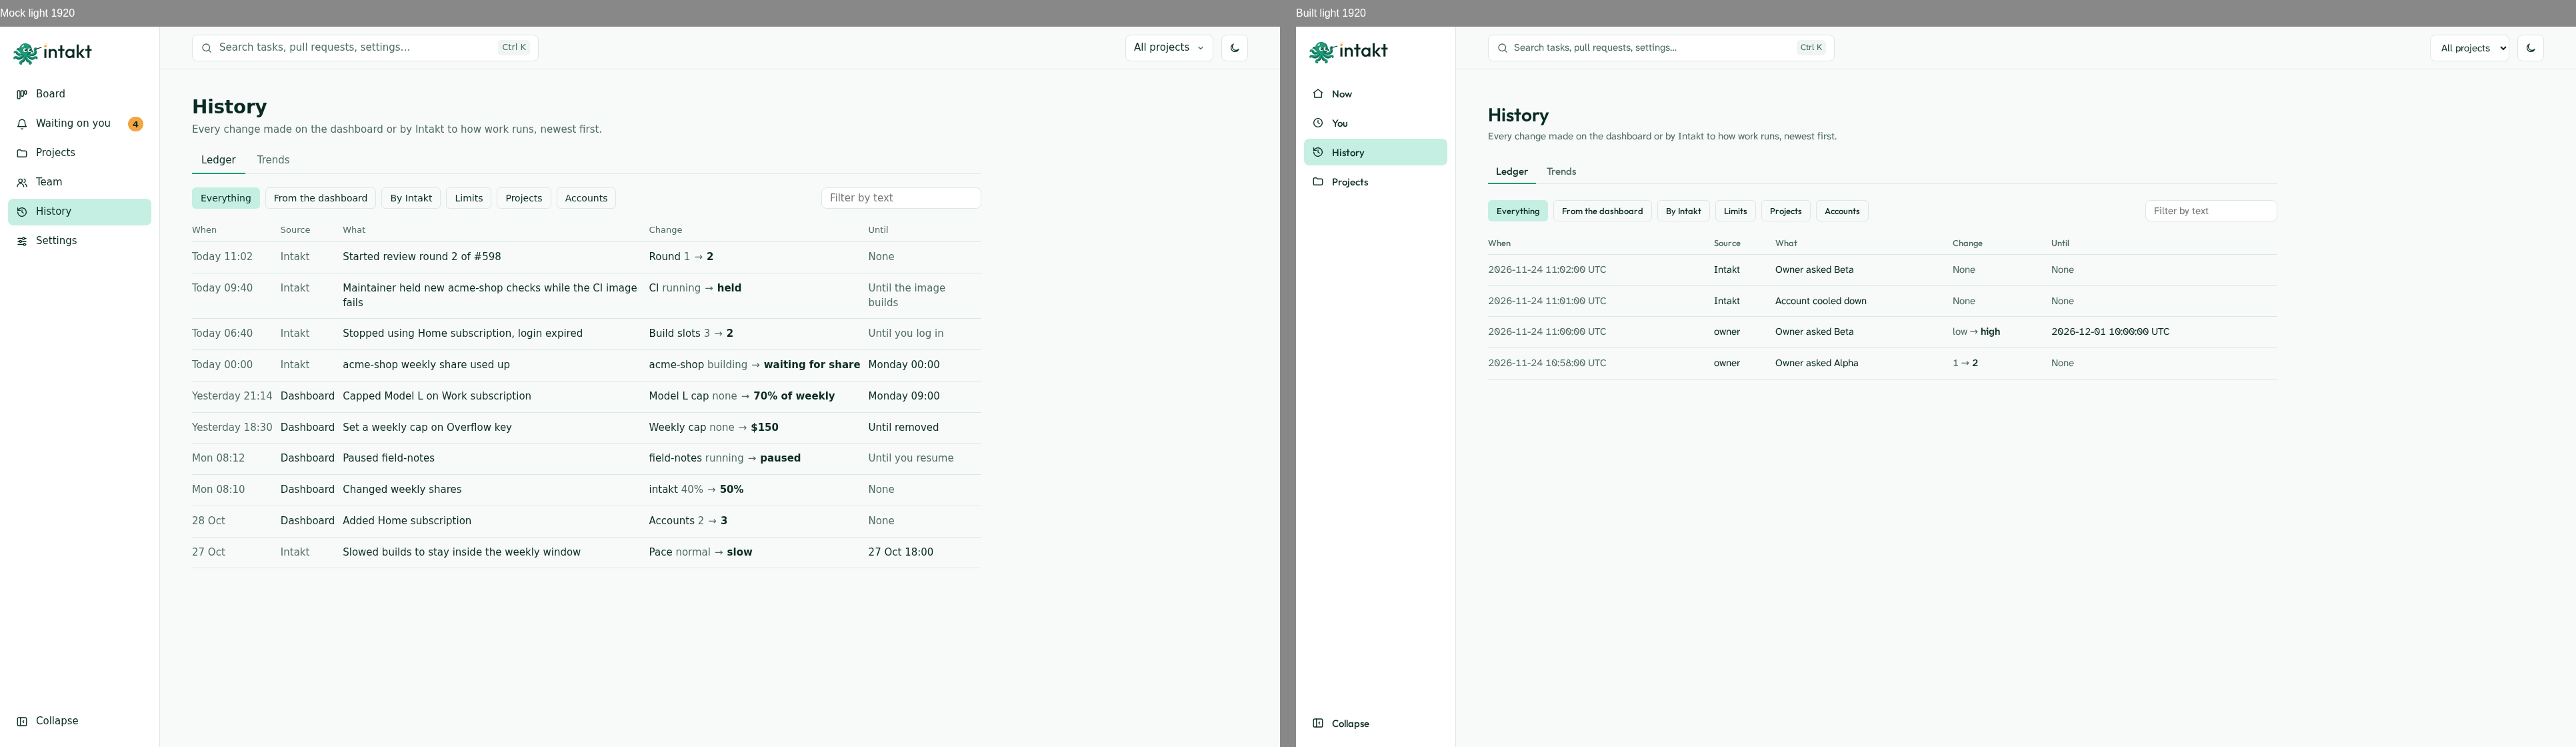 Mock light 1920
intakt
Search tasks, pull requests, settings...
Ctrl K
All projects
Board
Waiting on you 4
Projects
Team
History
Settings
Collapse
History
Every change made on the dashboard or by Intakt to how work runs, newest first.
Ledger Trends
Everything From the dashboard By Intakt Limits Projects Accounts Filter by text
When Source What Change Until
Today 11:02 Intakt Started review round 2 of #598 Round 1 → 2 None
Today 09:40 Intakt Maintainer held new acme-shop checks while the CI image fails CI running → held Until the image builds
Today 06:40 Intakt Stopped using Home subscription, login expired Build slots 3 → 2 Until you log in
Today 00:00 Intakt acme-shop weekly share used up acme-shop building → waiting for share Monday 00:00
Yesterday 21:14 Dashboard Capped Model L on Work subscription Model L cap none → 70% of weekly Monday 09:00
Yesterday 18:30 Dashboard Set a weekly cap on Overflow key Weekly cap none → $150 Until removed
Mon 08:12 Dashboard Paused field-notes field-notes running → paused Until you resume
Mon 08:10 Dashboard Changed weekly shares intakt 40% → 50% None
28 Oct Dashboard Added Home subscription Accounts 2 → 3 None
27 Oct Intakt Slowed builds to stay inside the weekly window Pace normal → slow 27 Oct 18:00
Built light 1920
intakt
Search tasks, pull requests, settings...
Ctrl K
All projects
Now
You
History
Projects
Collapse
History
Every change made on the dashboard or by Intakt to how work runs, newest first.
Ledger Trends
Everything From the dashboard By Intakt Limits Projects Accounts Filter by text
When Source What Change Until
2026-11-24 11:02:00 UTC Intakt Owner asked Beta None None
2026-11-24 11:01:00 UTC Intakt Account cooled down None None
2026-11-24 11:00:00 UTC owner Owner asked Beta low → high 2026-12-01 10:00:00 UTC
2026-11-24 10:58:00 UTC owner Owner asked Alpha 1 → 2 None